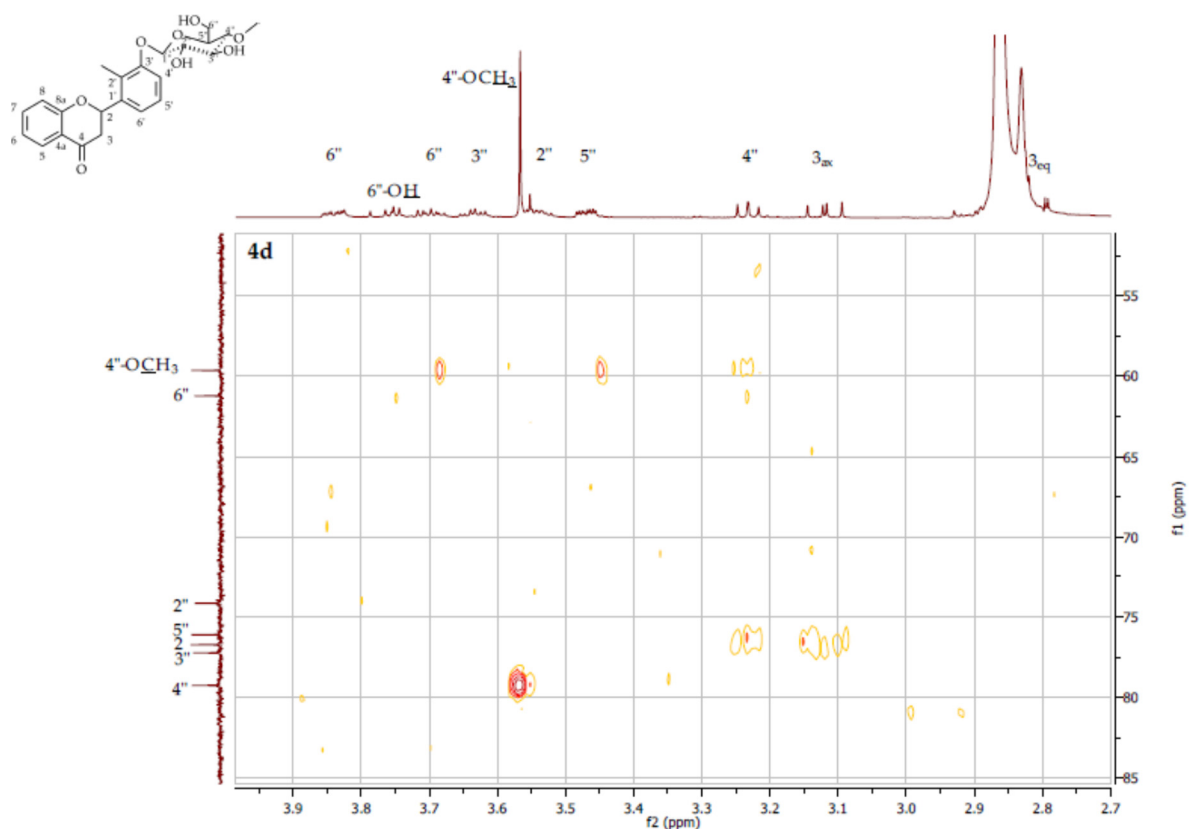 HO 6''
O O 5'' 4'' O
O 3' 4' OH 3'' OH
2'
8 O 1' 5'
7 8a 2 6'
6 4a 4 3
5
O
4''-OCH3
6'' 6'' 3'' 2'' 5'' 4'' 3ax 3eq
6''-OH
4d
4''-OCH3
6''
2''
5''
2
3''
4''
55
60
65
70
75
80
85
f1 (ppm)
3.9 3.8 3.7 3.6 3.5 3.4 3.3 3.2 3.1 3.0 2.9 2.8 2.7
f2 (ppm)